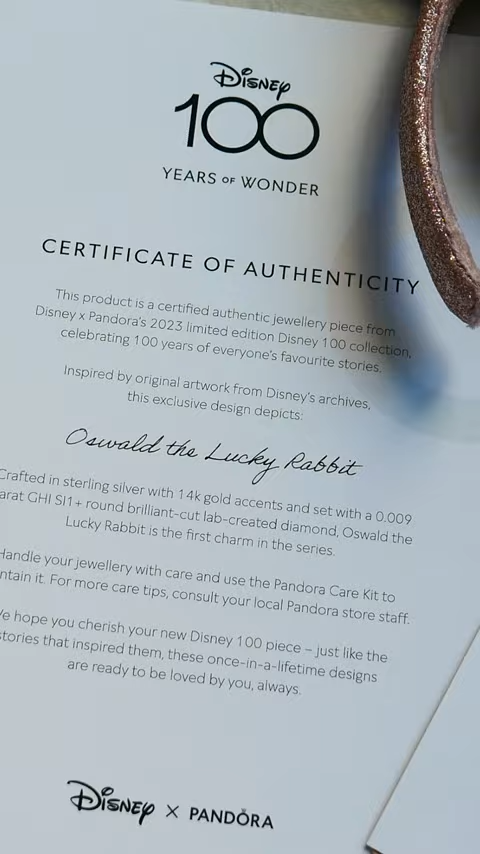 Disney
100
YEARS OF WONDER
CERTIFICATE OF AUTHENTICITY
This product is a certified authentic jewellery piece from
Disney x Pandora's 2023 limited edition Disney 100 collection,
celebrating 100 years of everyone's favourite stories.
Inspired by original artwork from Disney's archives,
this exclusive design depicts:
Oswald the Lucky Rabbit
Crafted in sterling silver with 14k gold accents and set with a 0.009
arat GHI SI1+ round brilliant-cut lab-created diamond, Oswald the
Lucky Rabbit is the first charm in the series.
Handle your jewellery with care and use the Pandora Care Kit to
ntain it. For more care tips, consult your local Pandora store staff.
e hope you cherish your new Disney 100 piece – just like the
stories that inspired them, these once-in-a-lifetime designs
are ready to be loved by you, always.
Disney × PANDORA